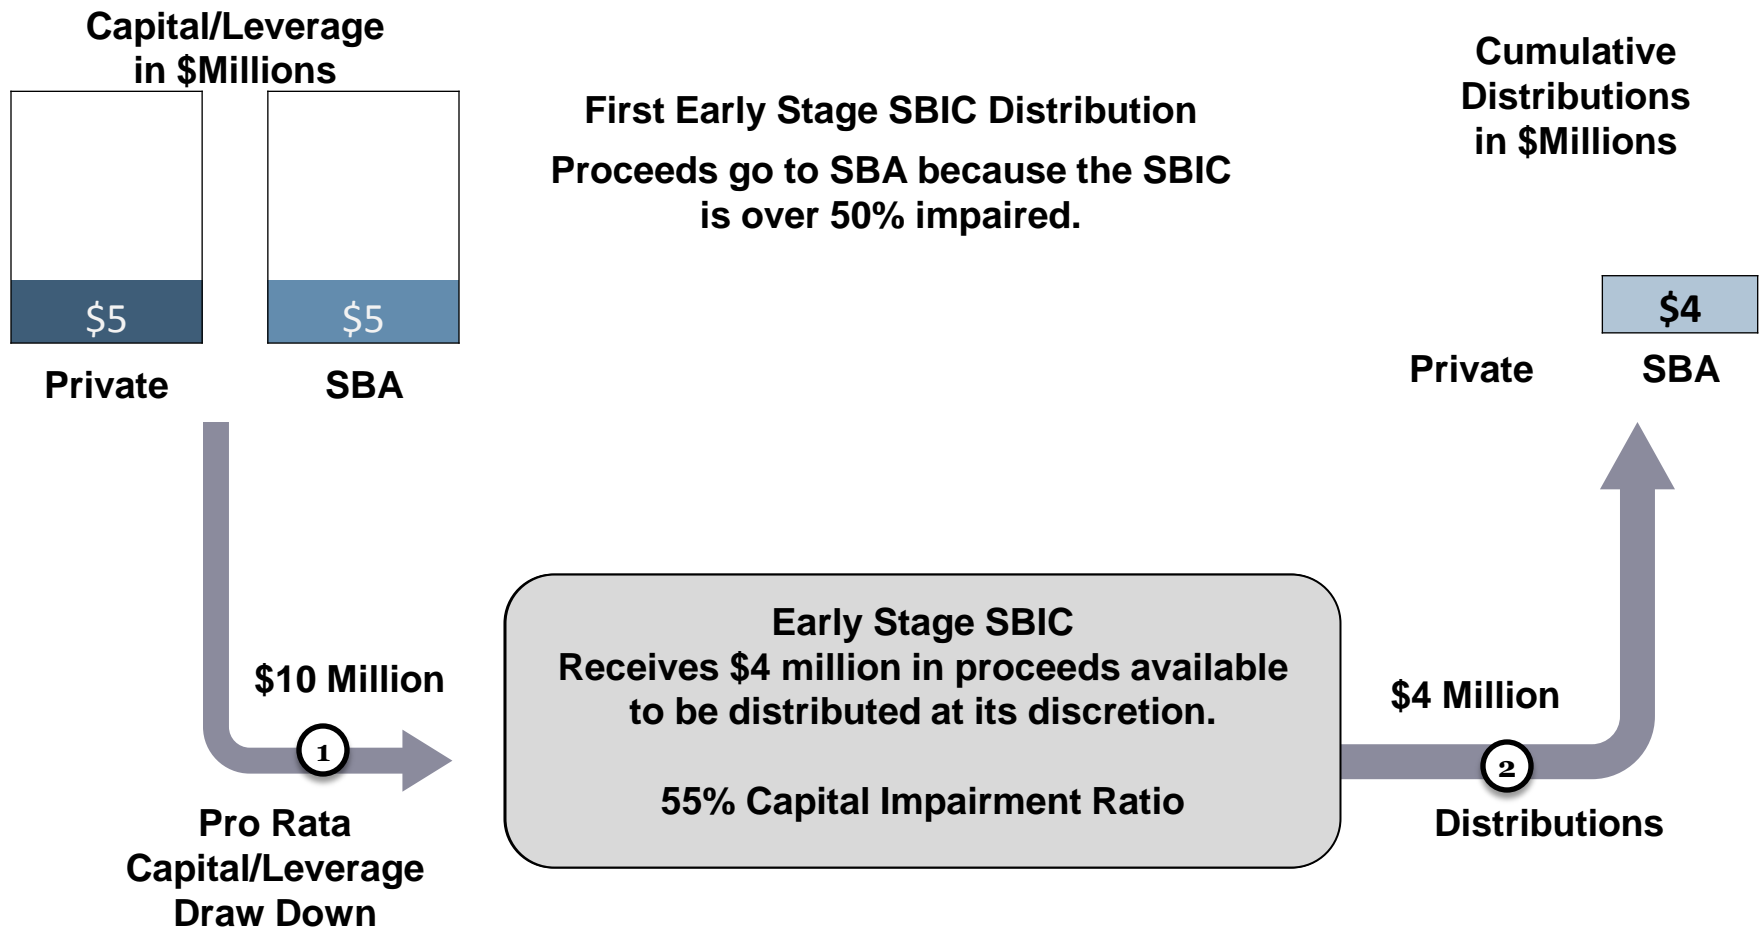 Capital/Leverage
in $Millions
$5
$5
Private
SBA
First Early Stage SBIC Distribution
Proceeds go to SBA because the SBIC
is over 50% impaired.
Cumulative
Distributions
in $Millions
$4
Private
SBA
$10 Million
1
Pro Rata
Capital/Leverage
Draw Down
Early Stage SBIC
Receives $4 million in proceeds available
to be distributed at its discretion.
55% Capital Impairment Ratio
$4 Million
2
Distributions